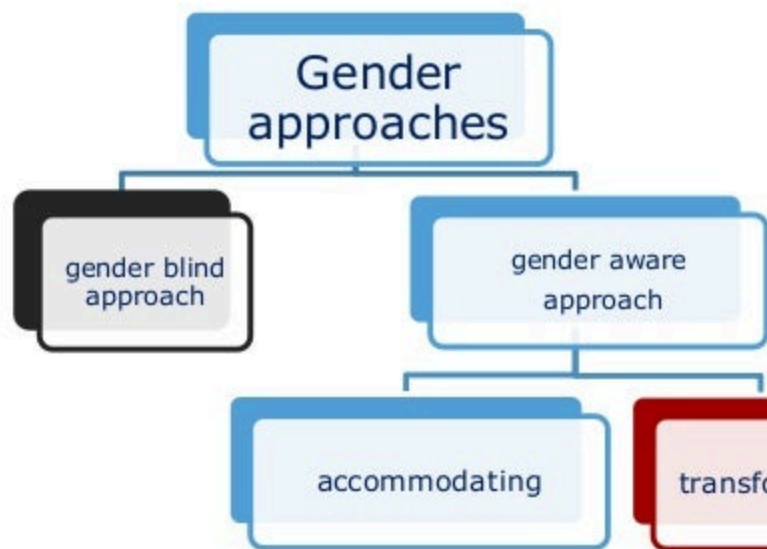 Gender
approaches
gender blind
approach
gender aware
approach
accommodating